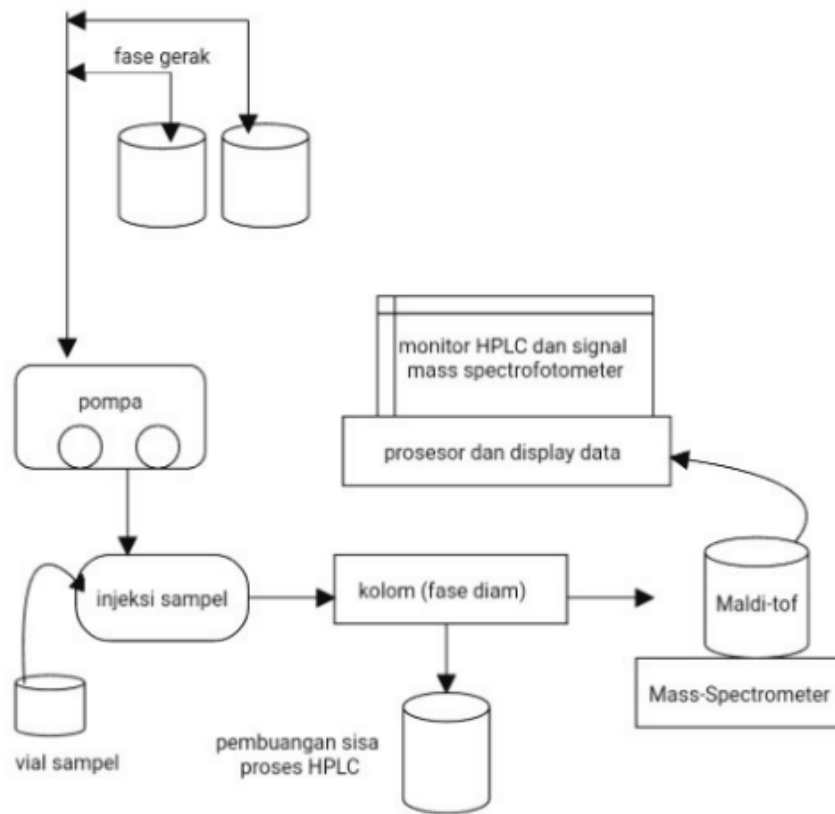 fase gerak
monitor HPLC dan signal
mass spectrofotometer
pompa
prosesor dan display data
injeksi sampel
kolom (fase diam)
Maldi-tof
Mass-Spectrometer
vial sampel
pembuangan sisa
proses HPLC